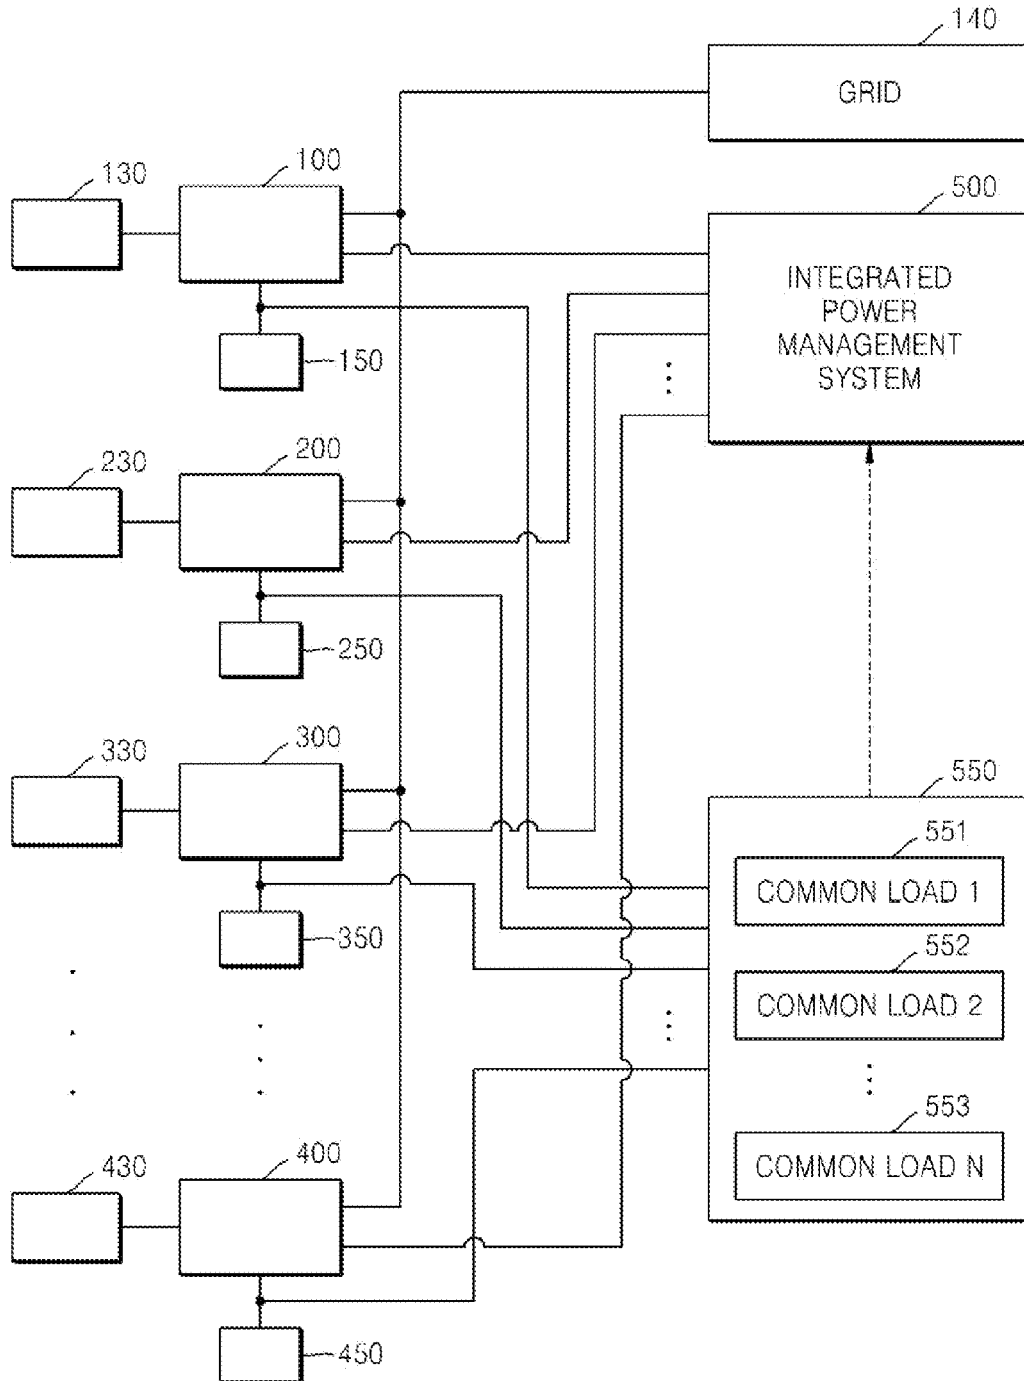 140
GRID
130
100
500
INTEGRATED
POWER
MANAGEMENT
SYSTEM
150
230
200
250
330
300
350
550
551
COMMON LOAD 1
552
COMMON LOAD 2
553
COMMON LOAD N
430
400
450